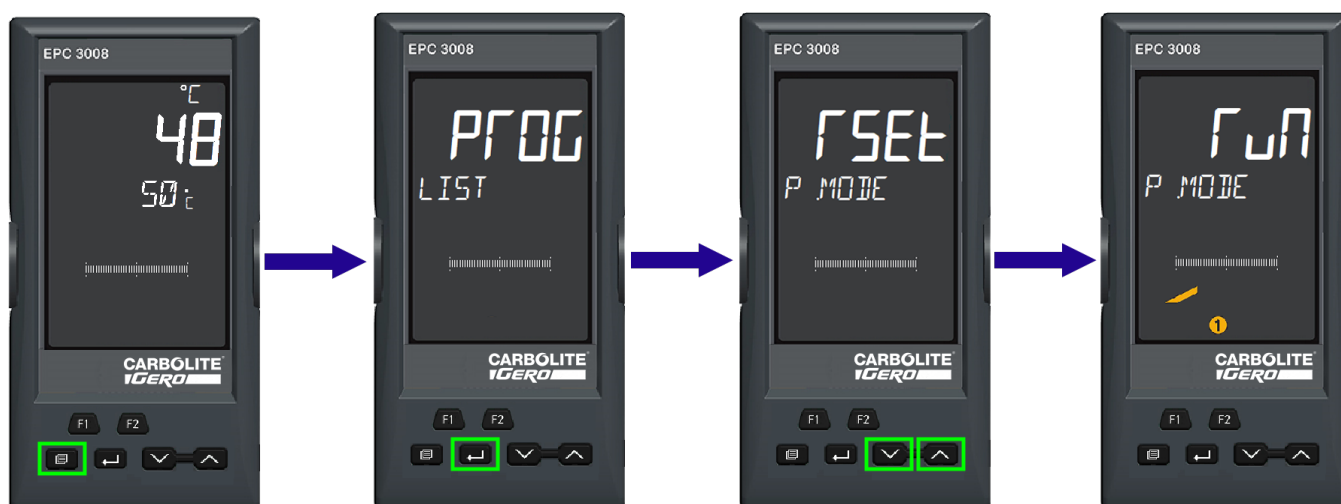 EPC 3008
°C
48
50°C
CARBOLITE
GERO
F1 F2
EPC 3008
PrOG
LIST
CARBOLITE
GERO
F1 F2
EPC 3008
rSEt
P.MODE
CARBOLITE
GERO
F1 F2
EPC 3008
run
P.MODE
1
CARBOLITE
GERO
F1 F2